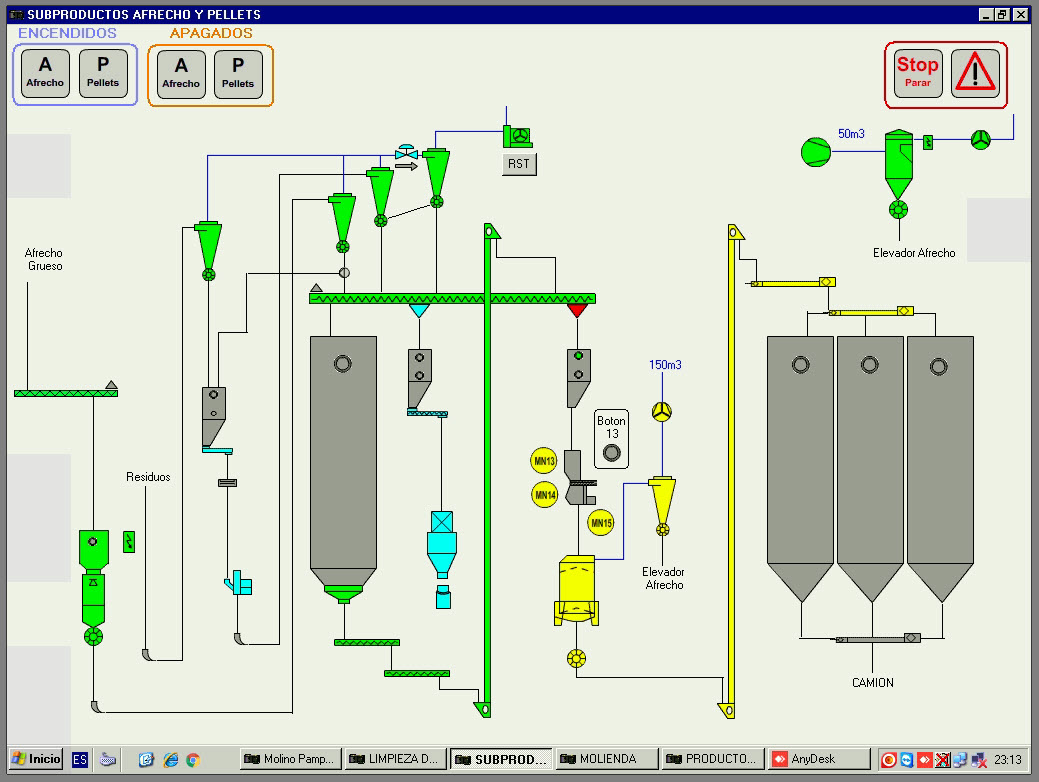 SUBPRODUCTOS AFRECHO Y PELLETS
ENCENDIDOS
APAGADOS
A
Afrecho
P
Pellets
A
Afrecho
P
Pellets
Stop
Parar
50m3
RST
Elevador Afrecho
Afrecho
Grueso
150m3
Boton
13
MN13
MN14
MN15
Residuos
Elevador
Afrecho
CAMION
Inicio
ES
Molino Pamp...
LIMPIEZA D...
SUBPROD...
MOLIENDA
PRODUCTO...
AnyDesk
23:13